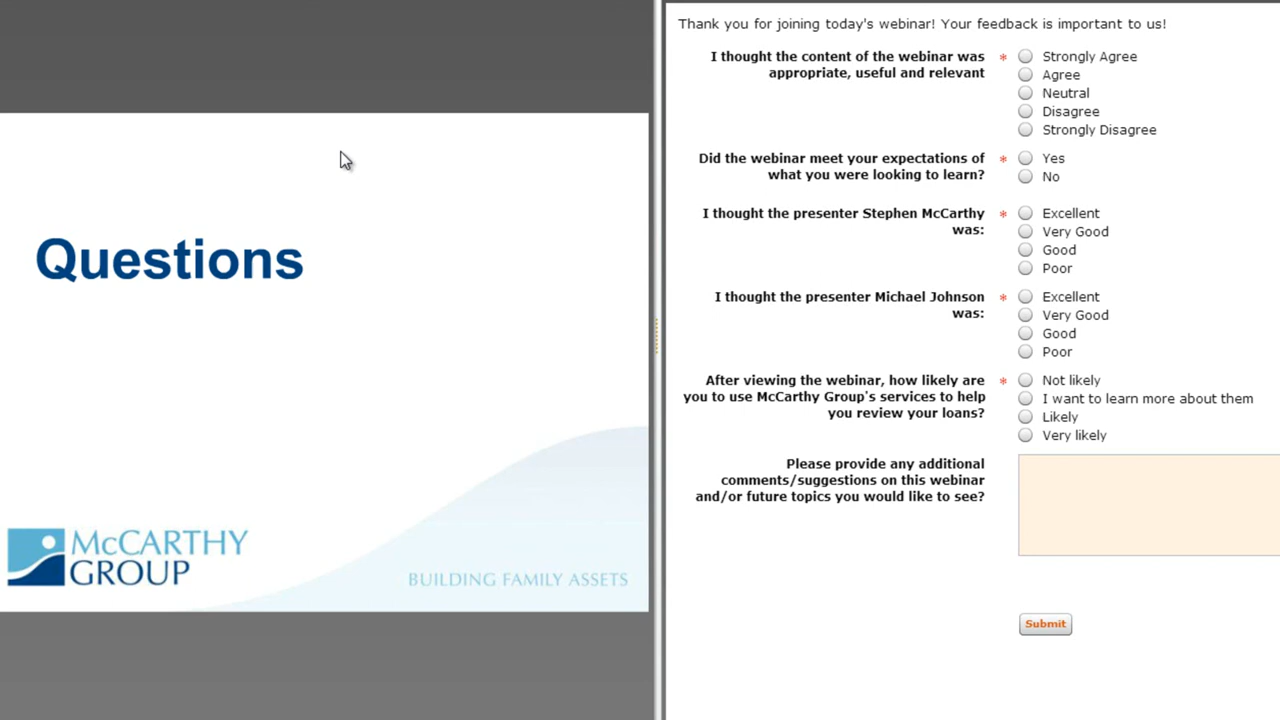 Questions
McCARTHY
GROUP
BUILDING FAMILY ASSETS
Thank you for joining today's webinar! Your feedback is important to us!
I thought the content of the webinar was
appropriate, useful and relevant
*
Strongly Agree
Agree
Neutral
Disagree
Strongly Disagree
Did the webinar meet your expectations of
what you were looking to learn?
*
Yes
No
I thought the presenter Stephen McCarthy
was:
*
Excellent
Very Good
Good
Poor
I thought the presenter Michael Johnson
was:
*
Excellent
Very Good
Good
Poor
After viewing the webinar, how likely are
you to use McCarthy Group's services to help
you review your loans?
*
Not likely
I want to learn more about them
Likely
Very likely
Please provide any additional
comments/suggestions on this webinar
and/or future topics you would like to see?
Submit